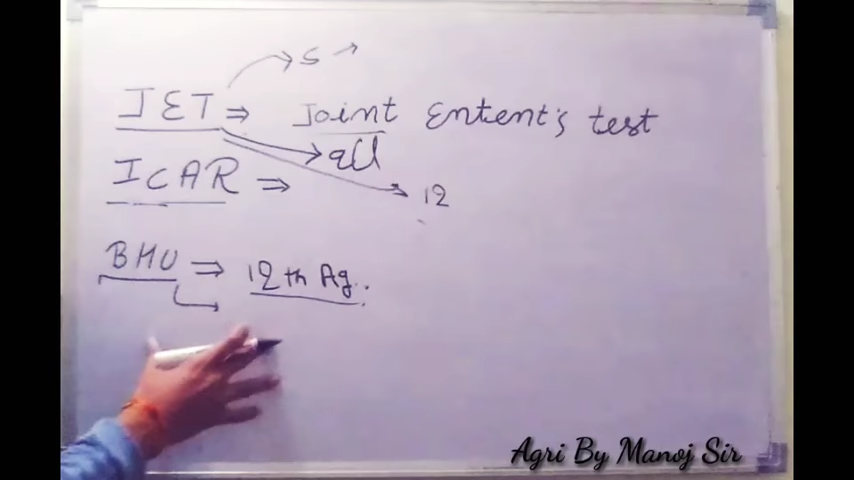 → S →
JET ⇒ Joint Entent's test
→ all
ICAR ⇒ → 12
BHU ⇒ 12th Ag..
Agri By Manoj Sir